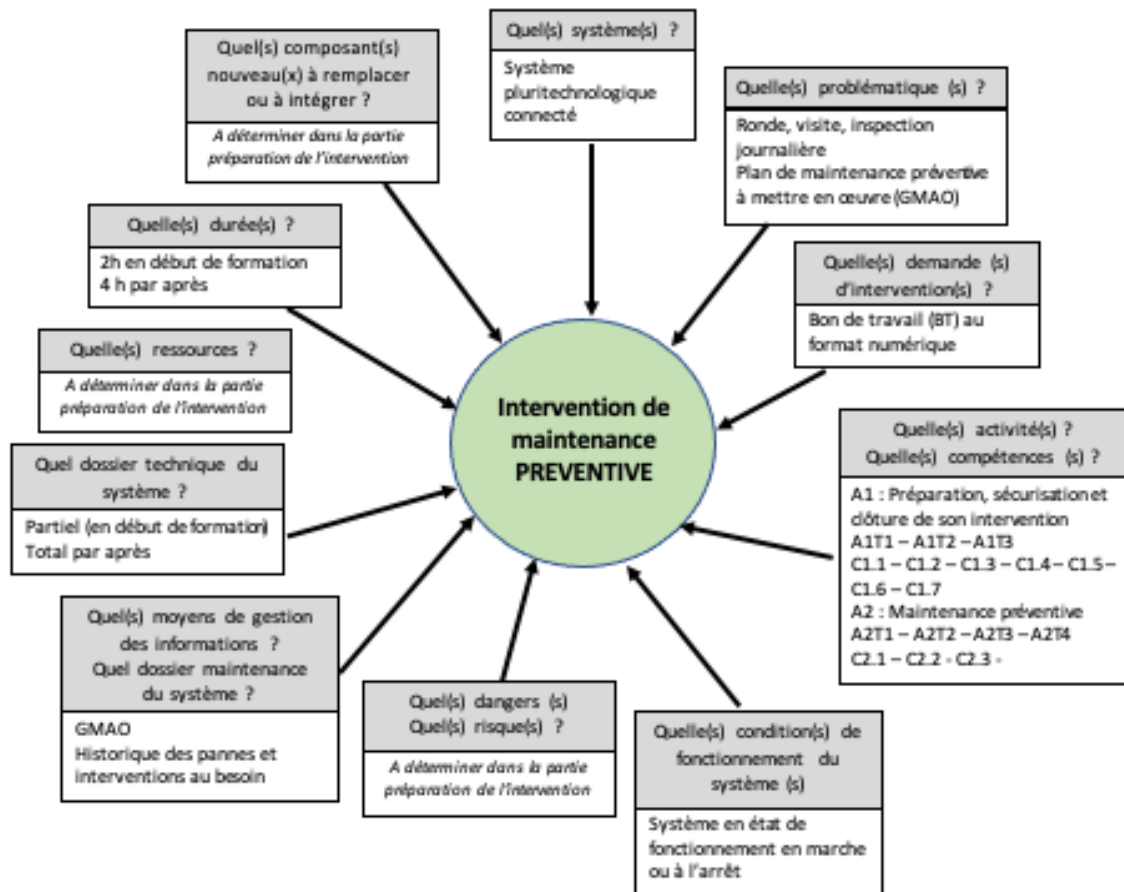 Quel(s) système(s) ?
Système
pluritechnologique
connecté
Quel(s) composant(s)
nouveau(x) à remplacer
ou à intégrer ?
A déterminer dans la partie
préparation de l'intervention
Quelle(s) problématique (s) ?
Ronde, visite, inspection
journalière
Plan de maintenance préventive
à mettre en œuvre (GMAO)
Quelle(s) durée(s) ?
2h en début de formation
4 h par après
Quelle(s) demande (s)
d'intervention(s) ?
Bon de travail (BT) au
format numérique
Quelle(s) ressources ?
A déterminer dans la partie
préparation de l'intervention
Intervention de
maintenance
PREVENTIVE
Quelle(s) activité(s) ?
Quelle(s) compétences (s) ?
A1 : Préparation, sécurisation et
clôture de son intervention
A1T1 – A1T2 – A1T3
C1.1 – C1.2 – C1.3 – C1.4 – C1.5 –
C1.6 – C1.7
A2 : Maintenance préventive
A2T1 – A2T2 – A2T3 – A2T4
C2.1 – C2.2 - C2.3 -
Quel dossier technique du
système ?
Partiel (en début de formation)
Total par après
Quel(s) moyens de gestion
des informations ?
Quel dossier maintenance
du système ?
GMAO
Historique des pannes et
interventions au besoin
Quel(s) dangers (s)
Quel(s) risque(s) ?
A déterminer dans la partie
préparation de l'intervention
Quelle(s) condition(s) de
fonctionnement du
système (s)
Système en état de
fonctionnement en marche
ou à l'arrêt